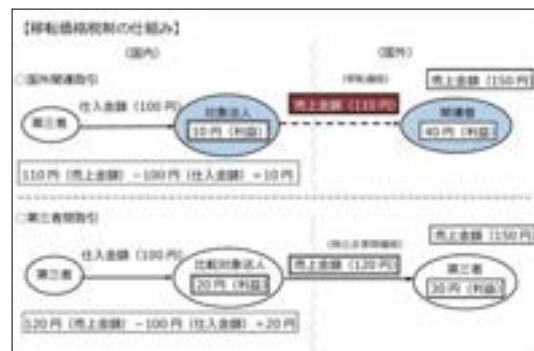 【移転価格税制の仕組み】
（国内）
（国外）
○国外関連取引
（移転価格）
売上金額（150円）
仕入金額（100円）
売上金額（110円）
第三者
対象法人
10円（利益）
関連者
40円（利益）
110円（売上金額）－100円（仕入金額）＝10円
○第三者間取引
（独立企業間価格）
売上金額（150円）
仕入金額（100円）
売上金額（120円）
第三者
比較対象法人
20円（利益）
第三者
30円（利益）
120円（売上金額）－100円（仕入金額）＝20円